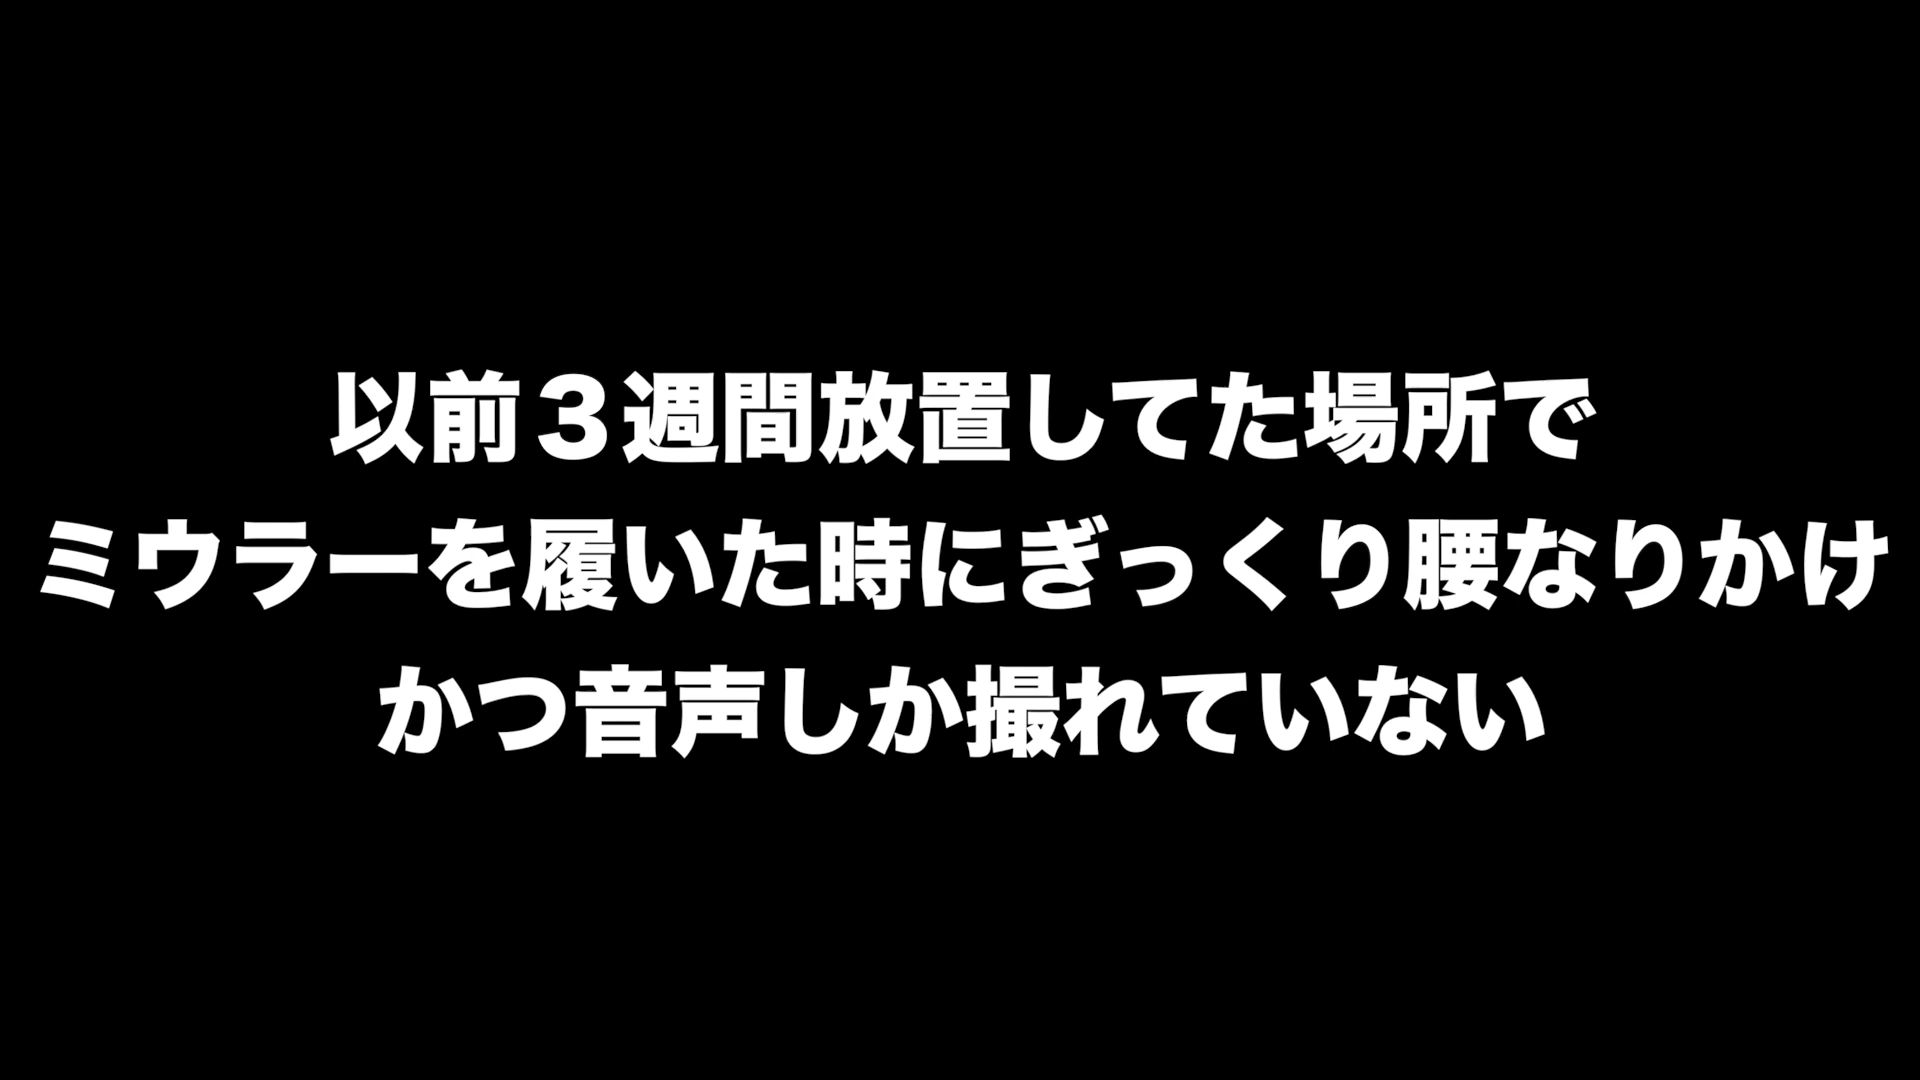 以前３週間放置してた場所で
ミウラーを履いた時にぎっくり腰なりかけ
かつ音声しか撮れていない